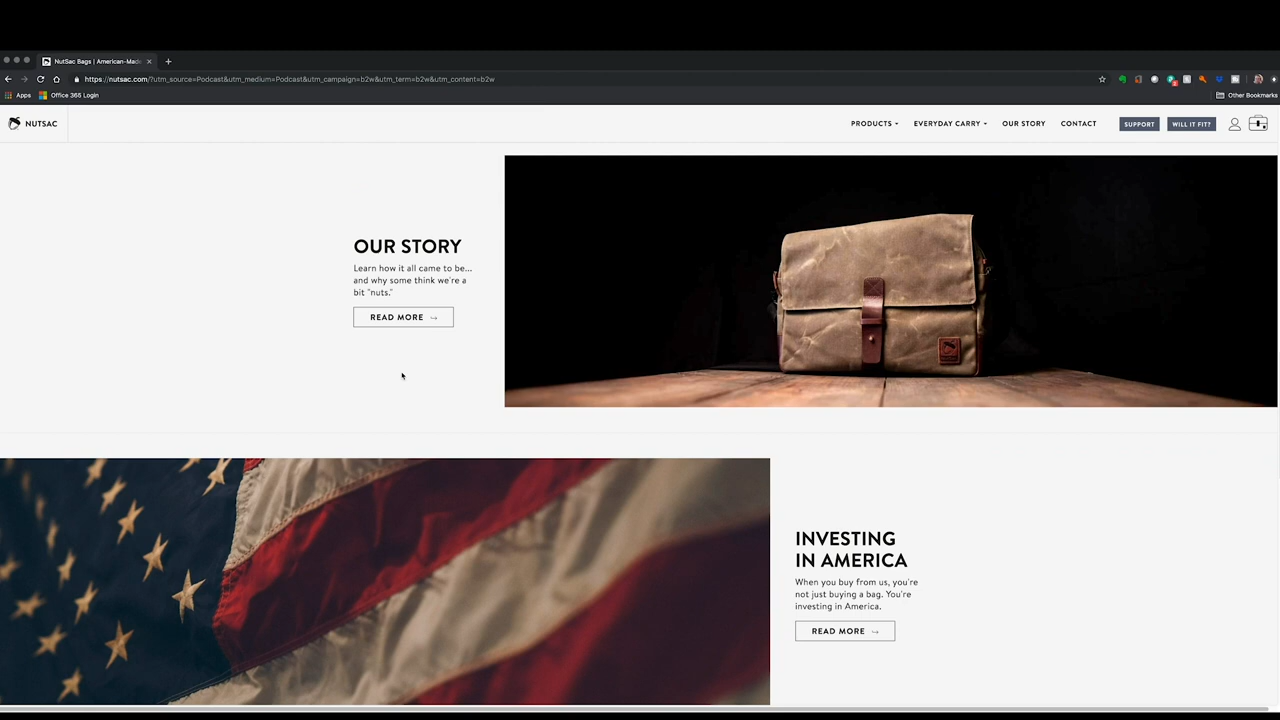 NutSac Bags | American-Made
https://nutsac.com/?utm_source=Podcast&utm_medium=Podcast&utm_campaign=b2w&utm_term=b2w&utm_content=b2w
Apps Office 365 Login Other Bookmarks
NUTSAC PRODUCTS EVERYDAY CARRY OUR STORY CONTACT SUPPORT WILL IT FIT?
OUR STORY
Learn how it all came to be...
and why some think we're a
bit "nuts."
READ MORE
INVESTING
IN AMERICA
When you buy from us, you're
not just buying a bag. You're
investing in America.
READ MORE